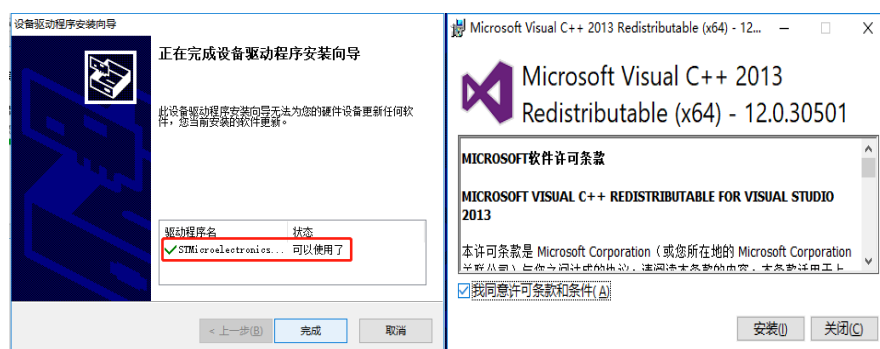 设备驱动程序安装向导
正在完成设备驱动程序安装向导
此设备驱动程序安装向导无法为您的硬件设备更新任何软
件，您当前安装的软件更新。
驱动程序名 状态
STMicroelectronics... 可以使用了
< 上一步(B) 完成 取消
Microsoft Visual C++ 2013 Redistributable (x64) - 12...
Microsoft Visual C++ 2013
Redistributable (x64) - 12.0.30501
MICROSOFT软件许可条款
MICROSOFT VISUAL C++ REDISTRIBUTABLE FOR VISUAL STUDIO
2013
本许可条款是 Microsoft Corporation（或您所在地的 Microsoft Corporation
我同意许可条款和条件(A)
安装(I) 关闭(C)